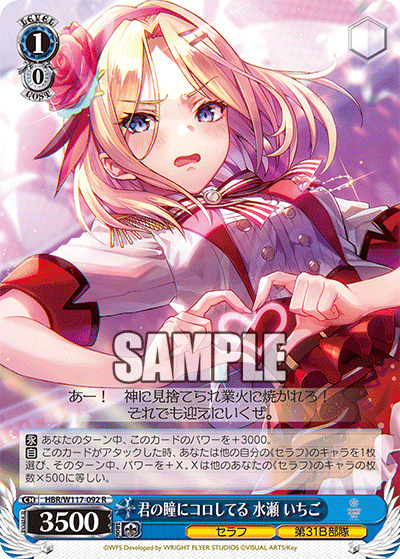 LEVEL
1
0
COST
SAMPLE
あー！ 神に見捨てられ業火に焼かれろ！
それでも迎えにいくぜ。
永 あなたのターン中、このカードのパワーを＋3000。
自 このカードがアタックした時、あなたは他の自分の《セラフ》のキャラを1枚
選び、そのターン中、パワーを＋X。Xは他のあなたの《セラフ》のキャラの枚
数×500に等しい。
CH HBR/W117-092 R
君の瞳にコロしてる 水瀬 いちご
3500
セラフ
第31B部隊
©WFS Developed by WRIGHT FLYER STUDIOS ©VISUAL ARTS/Key